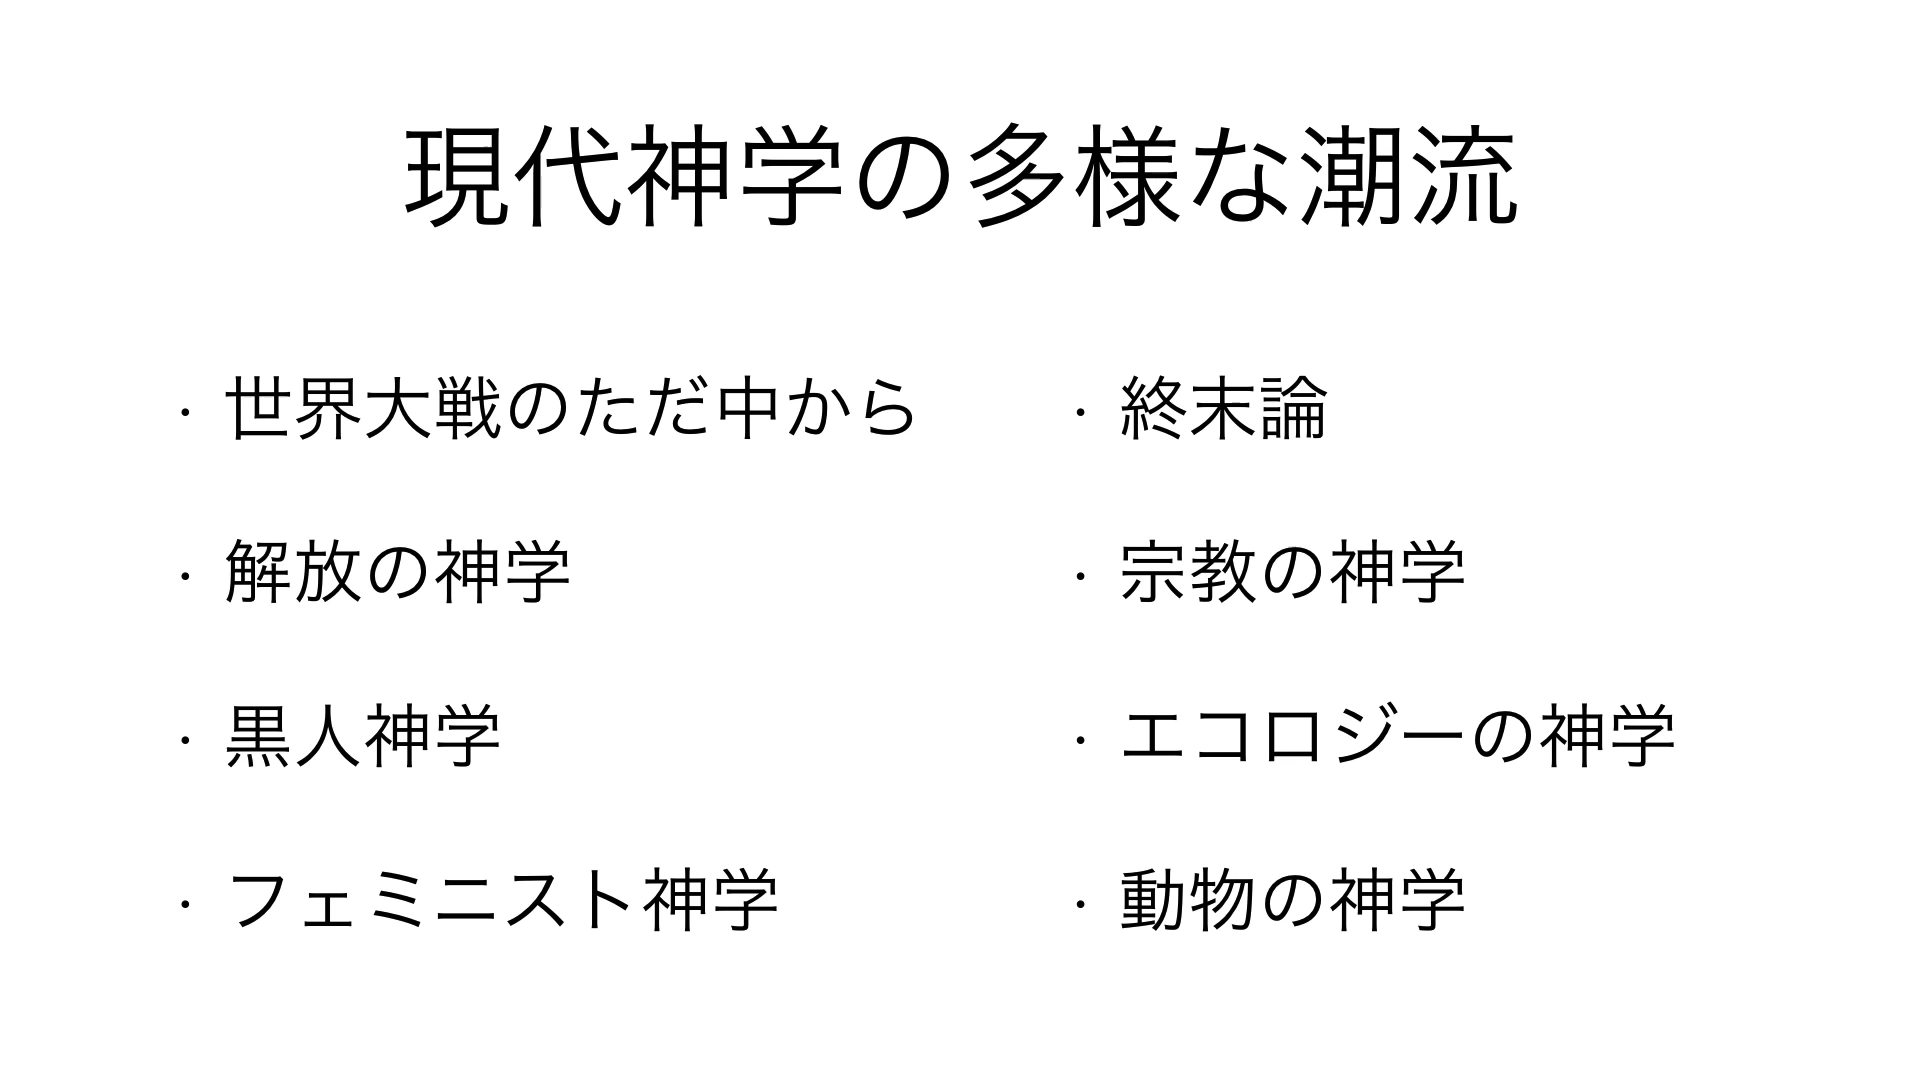 現代神学の多様な潮流
・世界大戦のただ中から
・解放の神学
・黒人神学
・フェミニスト神学
・終末論
・宗教の神学
・エコロジーの神学
・動物の神学